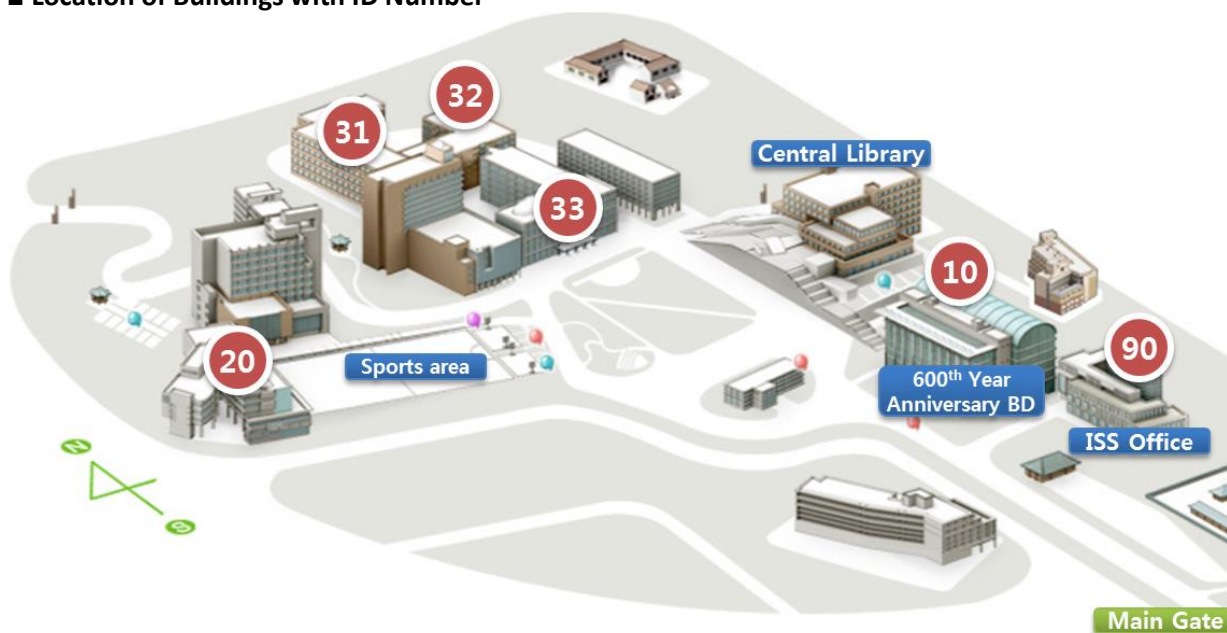 ■ Location of Buildings with ID Number
32
31
Central Library
33
10
90
20
Sports area
600th Year
Anniversary BD
ISS Office
N
S
Main Gate